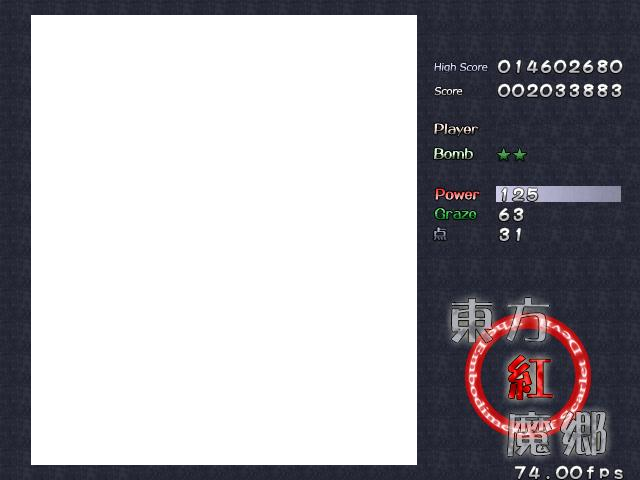 High Score 014602680
Score 002033883
Player
Bomb ★★
Power 125
Graze 63
点 31
東方
紅
魔郷
The Embodiment of Scarlet Devil
74.00fps